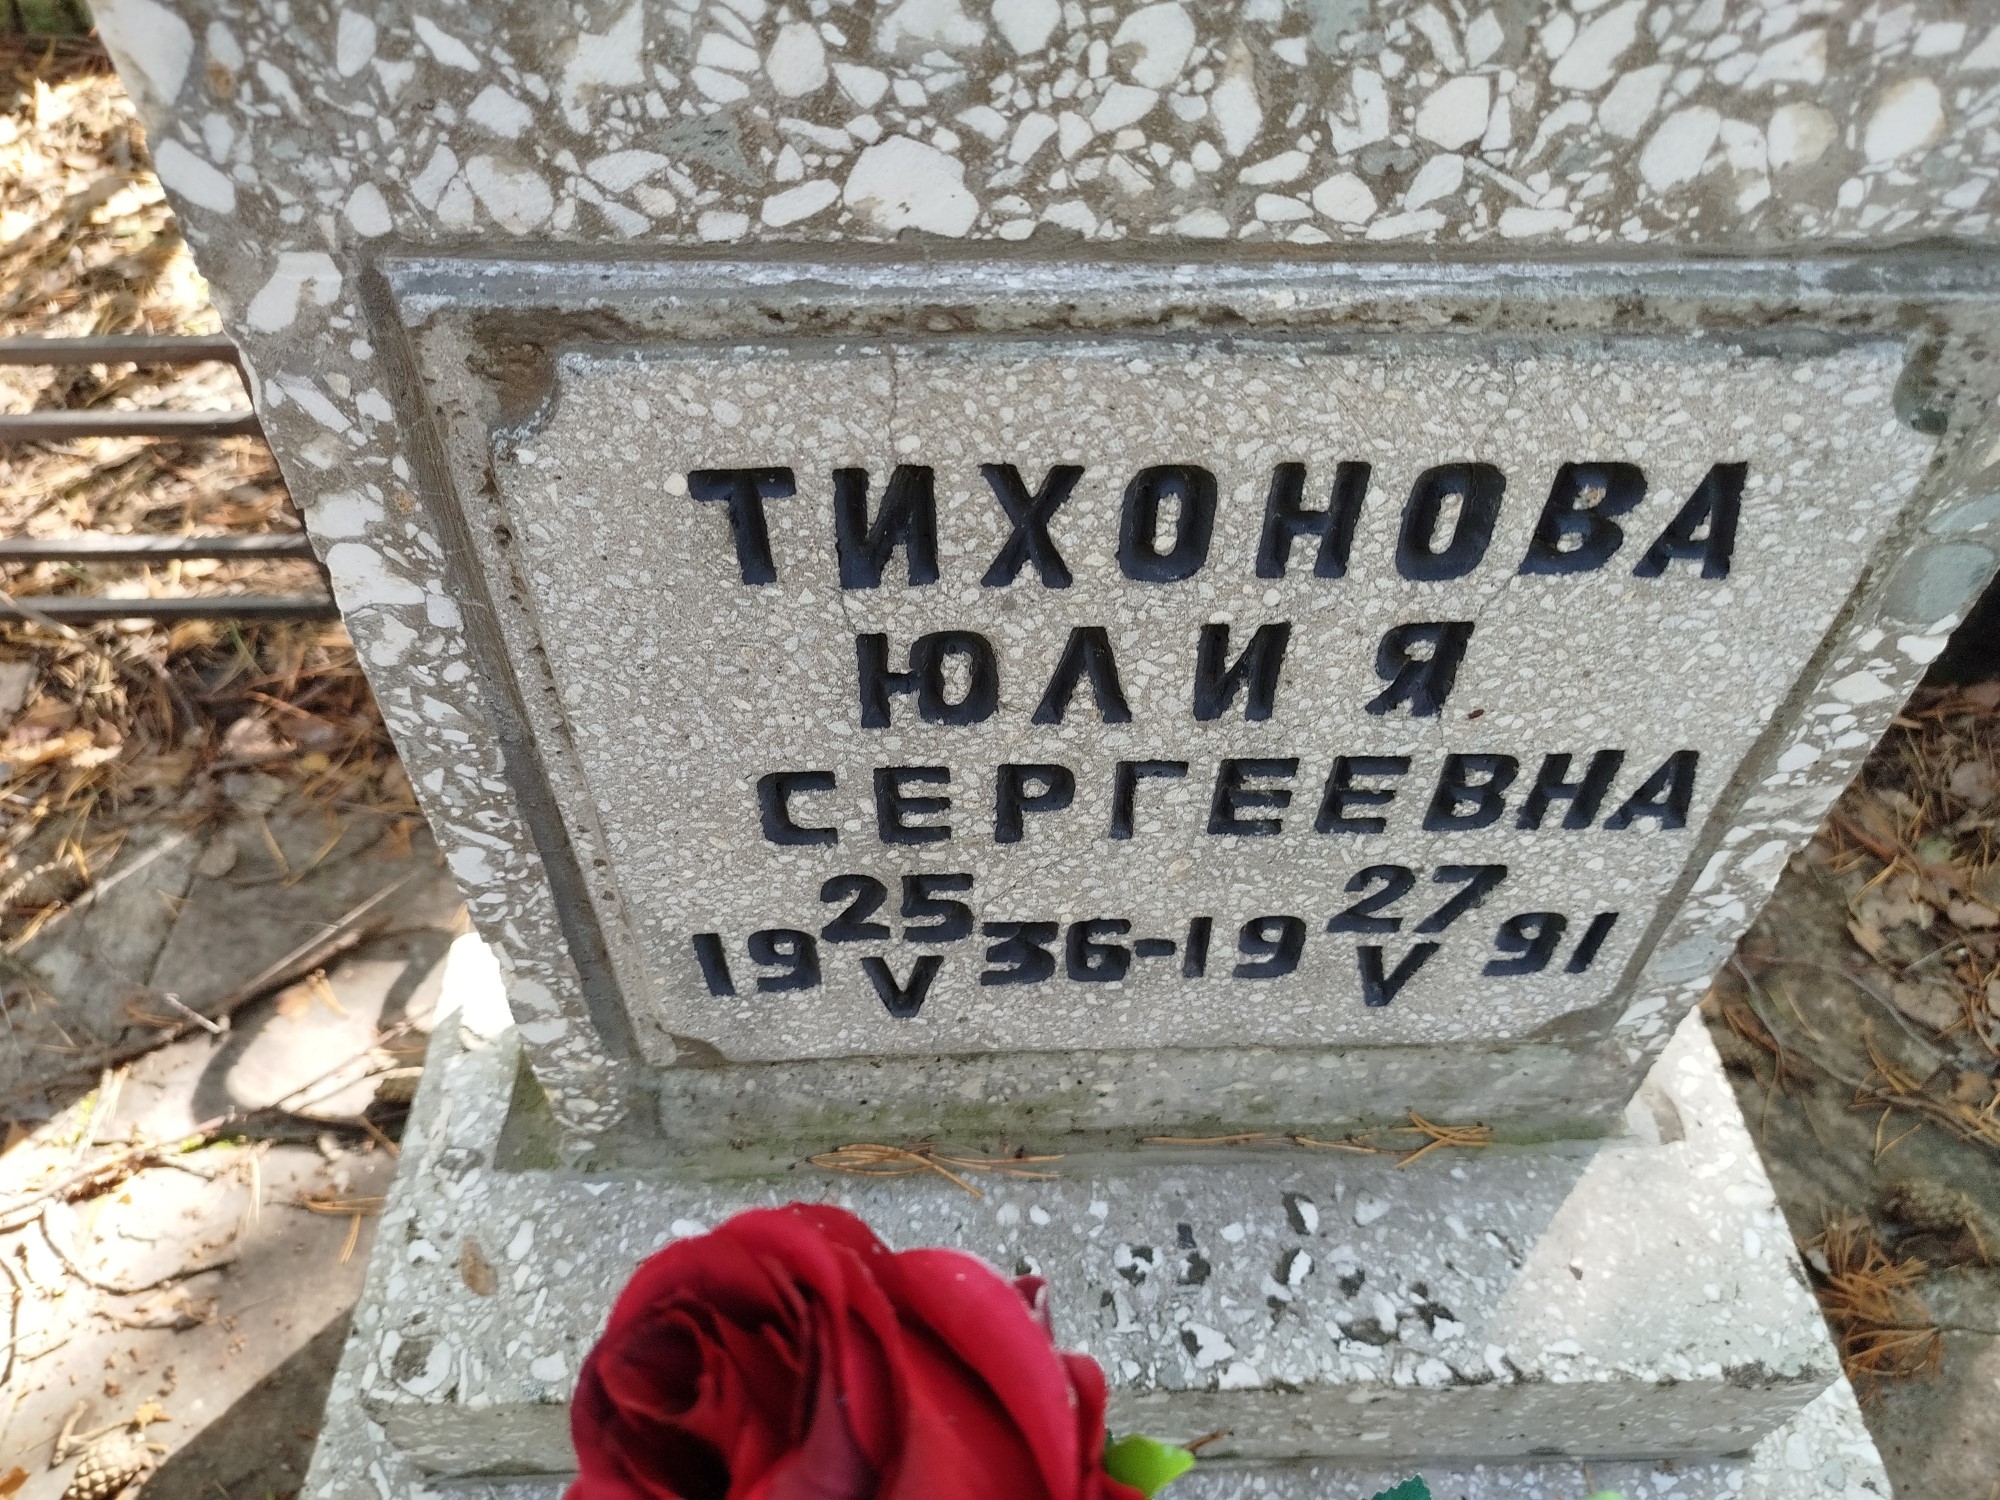 ТИХОНОВА
ЮЛИЯ
СЕРГЕЕВНА
19 25/V 36-19 27/V 91